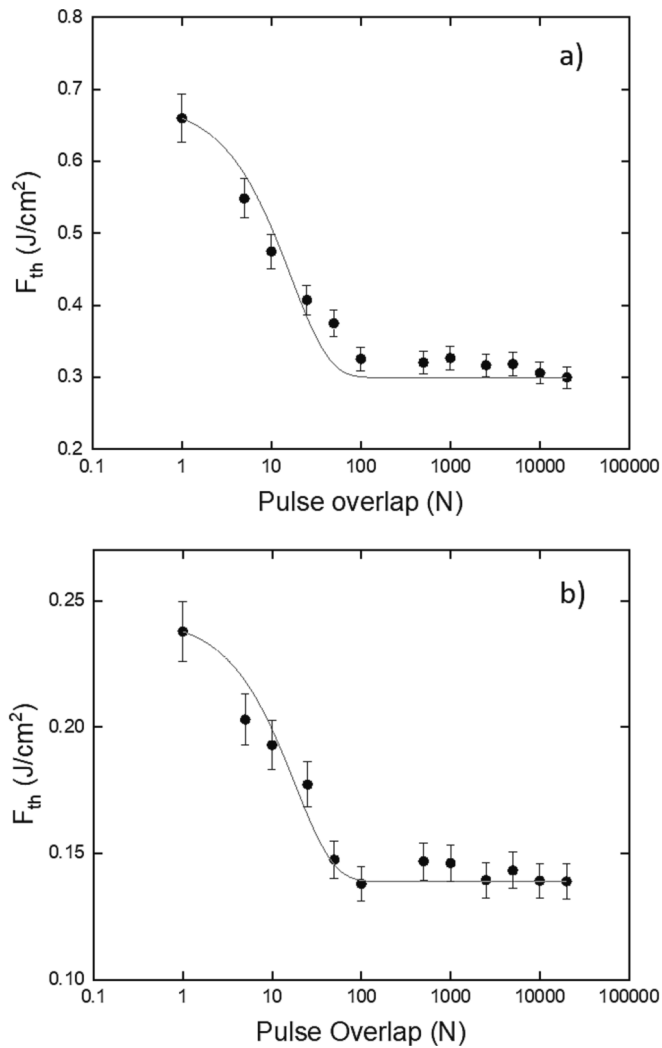 0.8
a)
0.7
0.6
0.5
0.4
0.3
0.2
F_th (J/cm²)
0.1 1 10 100 1000 10000 100000
Pulse overlap (N)
b)
0.25
0.20
0.15
0.10
F_th (J/cm²)
0.1 1 10 100 1000 10000 100000
Pulse Overlap (N)